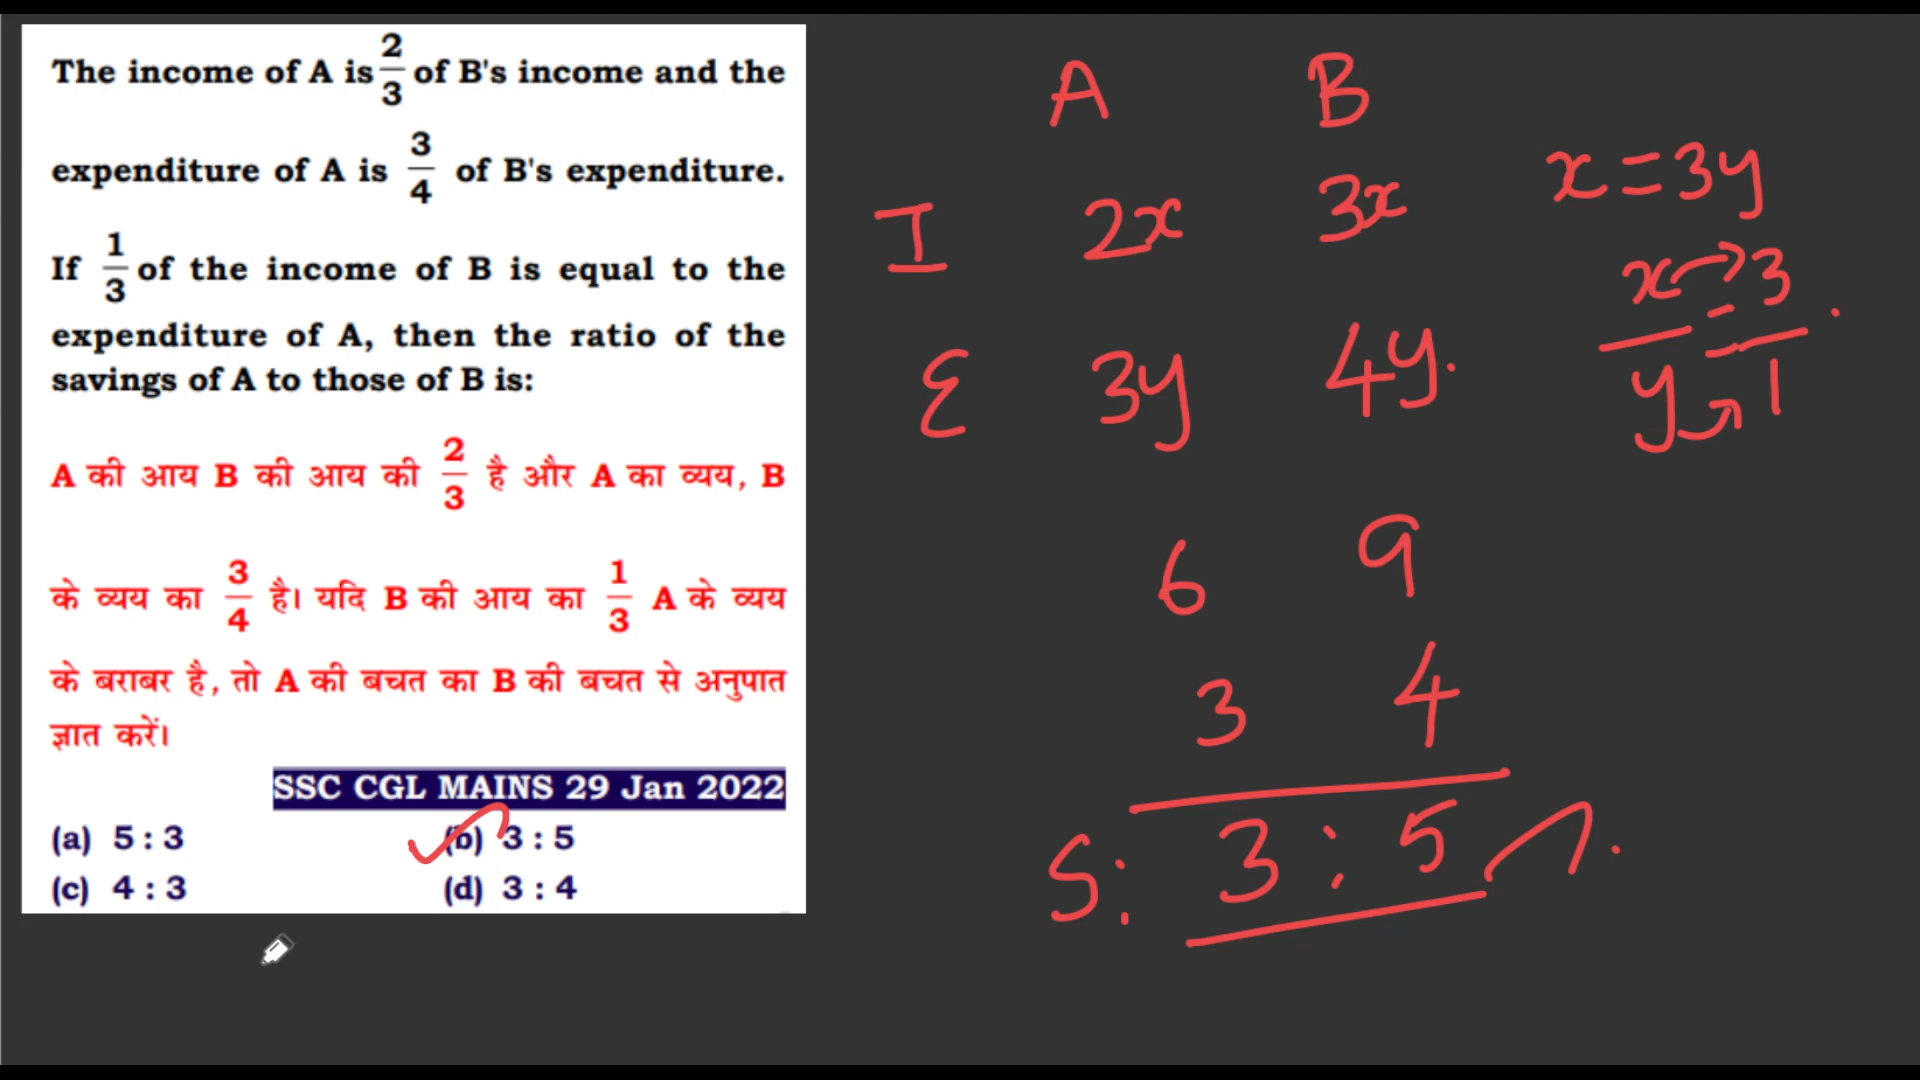 The income of A is 2/3 of B's income and the
expenditure of A is 3/4 of B's expenditure.
If 1/3 of the income of B is equal to the
expenditure of A, then the ratio of the
savings of A to those of B is:
A की आय B की आय की 2/3 है और A का व्यय, B
के व्यय का 3/4 है। यदि B की आय का 1/3 A के व्यय
के बराबर है, तो A की बचत का B की बचत से अनुपात
ज्ञात करें।
SSC CGL MAINS 29 Jan 2022
(a) 5 : 3 (b) 3 : 5
(c) 4 : 3 (d) 3 : 4
A B
I 2x 3x
E 3y 4y.
x = 3y
x/y = 3/1
6 9
3 4
S: 3 : 5